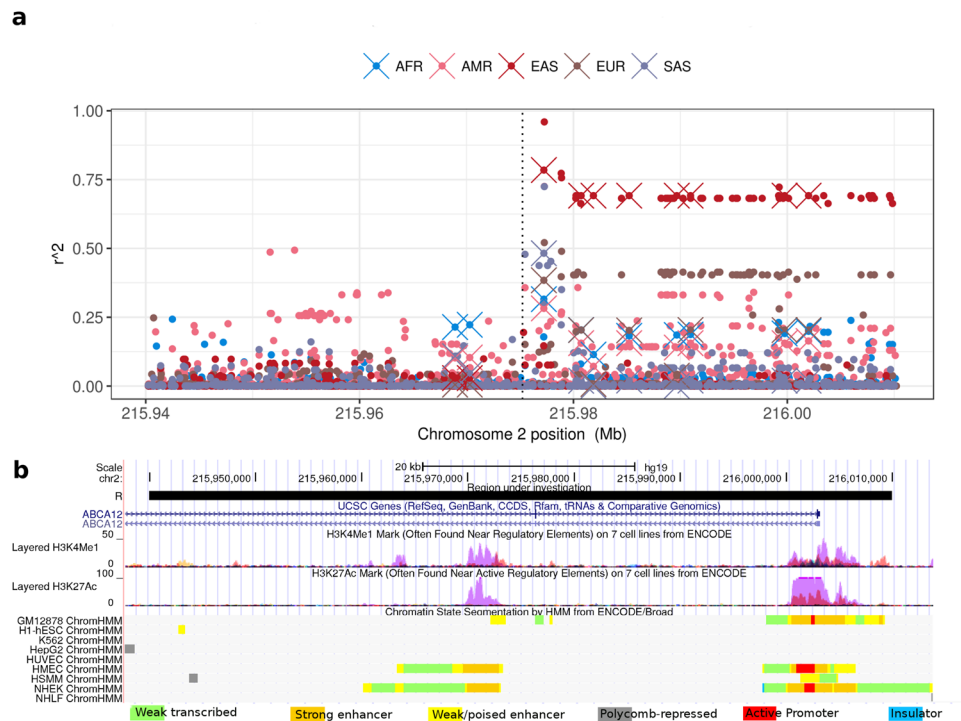 a
AFR AMR EAS EUR SAS
1.00
0.75
0.50
0.25
0.00
r^2
215.94 215.96 215.98 216.00
Chromosome 2 position (Mb)
b
Scale 20 kb hg19
chr2: 215,950,000 215,960,000 215,970,000 215,980,000 215,990,000 216,000,000 216,010,000
Region under investigation
R
UCSC Genes (RefSeq, GenBank, CCDS, Rfam, tRNAs & Comparative Genomics)
ABCA12
ABCA12
H3K4Me1 Mark (Often Found Near Regulatory Elements) on 7 cell lines from ENCODE
50
Layered H3K4Me1
0
H3K27Ac Mark (Often Found Near Active Regulatory Elements) on 7 cell lines from ENCODE
100
Layered H3K27Ac
0
Chromatin State Segmentation by HMM from ENCODE/Broad
GM12878 ChromHMM
H1-hESC ChromHMM
K562 ChromHMM
HepG2 ChromHMM
HUVEC ChromHMM
HMEC ChromHMM
HSMM ChromHMM
NHEK ChromHMM
NHLF ChromHMM
Weak transcribed Strong enhancer Weak/poised enhancer Polycomb-repressed Active Promoter Insulator